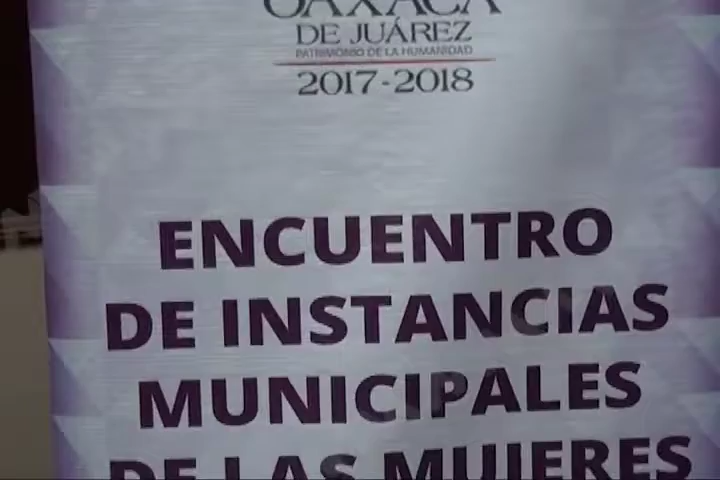 OAXACA
DE JUÁREZ
PATRIMONIO DE LA HUMANIDAD
2017-2018
ENCUENTRO
DE INSTANCIAS
MUNICIPALES
DE LAS MUJERES